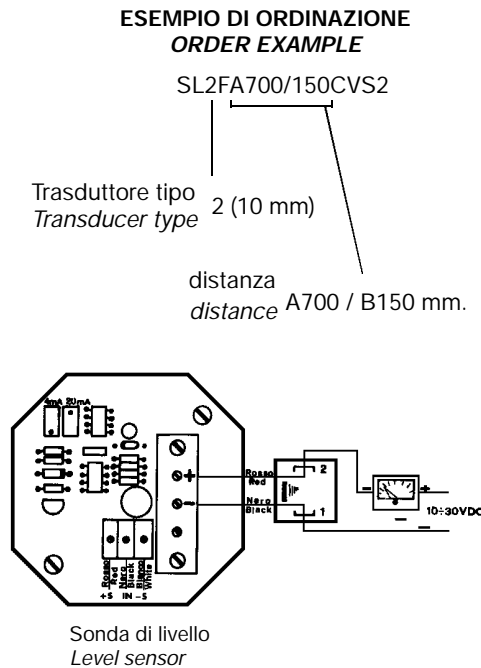 ESEMPIO DI ORDINAZIONE
ORDER EXAMPLE
SL2FA700/150CVS2
Trasduttore tipo
Transducer type
2 (10 mm)
distanza
distance
A700 / B150 mm.
4mA 20mA
+
Rosso
Red
-
Nero
Black
2
1
- +
10÷30VDC
-
-
Rosso
Red
Nero
Black
Bianco
White
+S IN -S
Sonda di livello
Level sensor